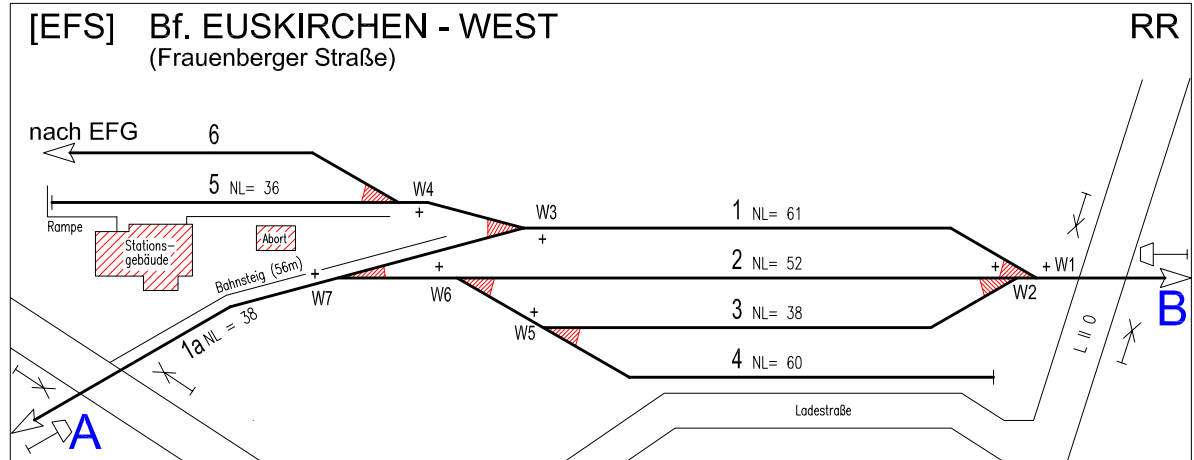 [EFS] Bf. EUSKIRCHEN - WEST RR
(Frauenberger Straße)
nach EFG
6
5 NL= 36
W4
Rampe
Stations-
gebäude
Abort
W3
1 NL= 61
Bahnsteig (56m)
W7
W6
2 NL= 52
W1
W2
B
1a NL = 38
W5
3 NL= 38
L II O
4 NL= 60
Ladestraße
A